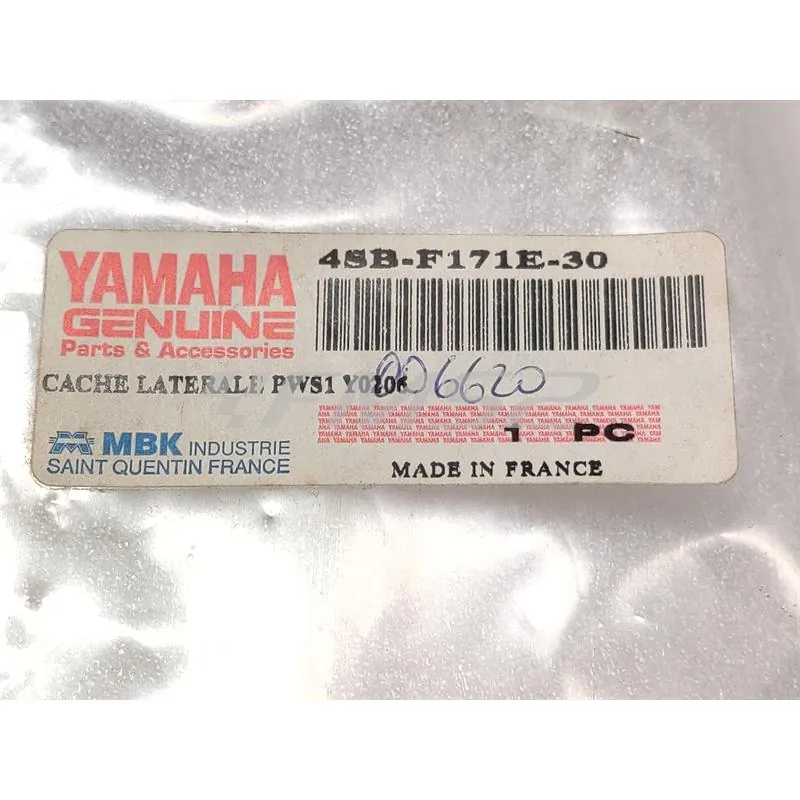 YAMAHA
GENUINE
Parts & Accessories
4SB-F171E-30
CACHE LATERALE PWS1 Y0206
006620
1 PC
MBK INDUSTRIE
SAINT QUENTIN FRANCE
MADE IN FRANCE